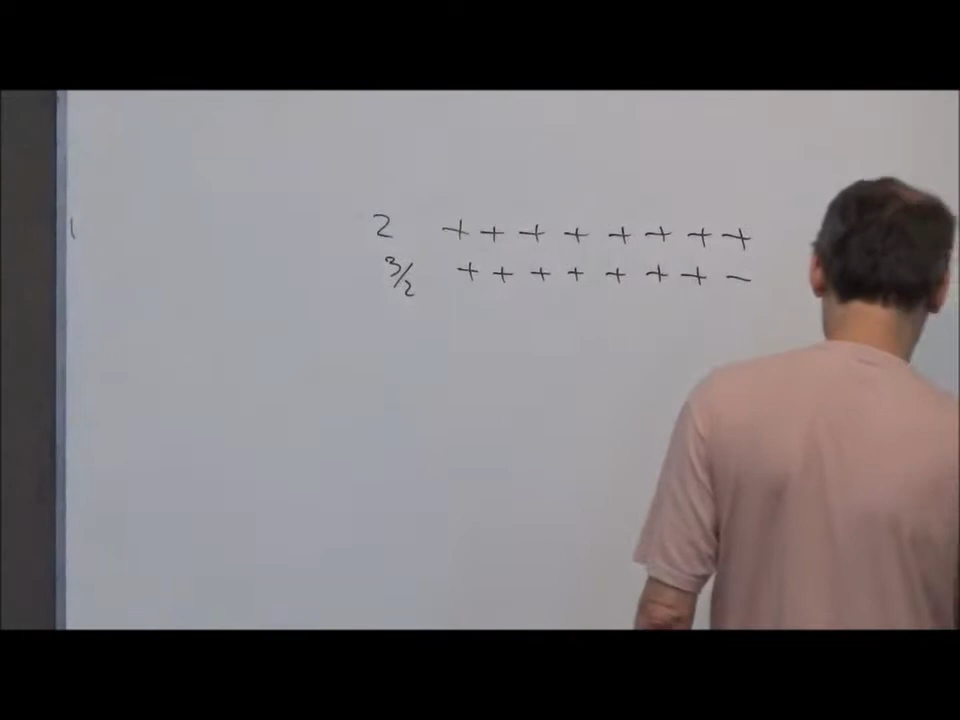 2 + + + + + + + +
3/2 + + + + + + + -